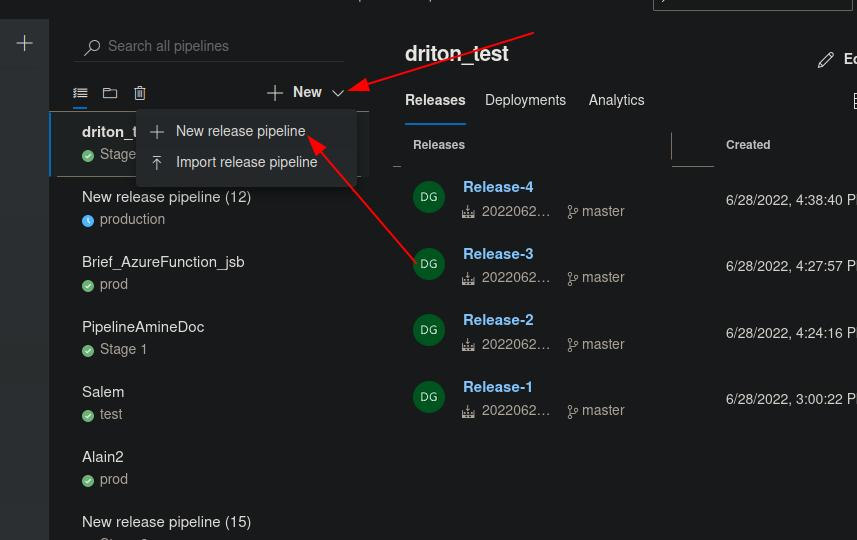 Search all pipelines
New
New release pipeline
Import release pipeline
driton_t
Stage
New release pipeline (12)
production
Brief_AzureFunction_jsb
prod
PipelineAmineDoc
Stage 1
Salem
test
Alain2
prod
New release pipeline (15)
driton_test
Ed
Releases Deployments Analytics
Releases Created
DG Release-4
2022062... master 6/28/2022, 4:38:40 P
DG Release-3
2022062... master 6/28/2022, 4:27:57 P
DG Release-2
2022062... master 6/28/2022, 4:24:16 P
DG Release-1
2022062... master 6/28/2022, 3:00:22 P